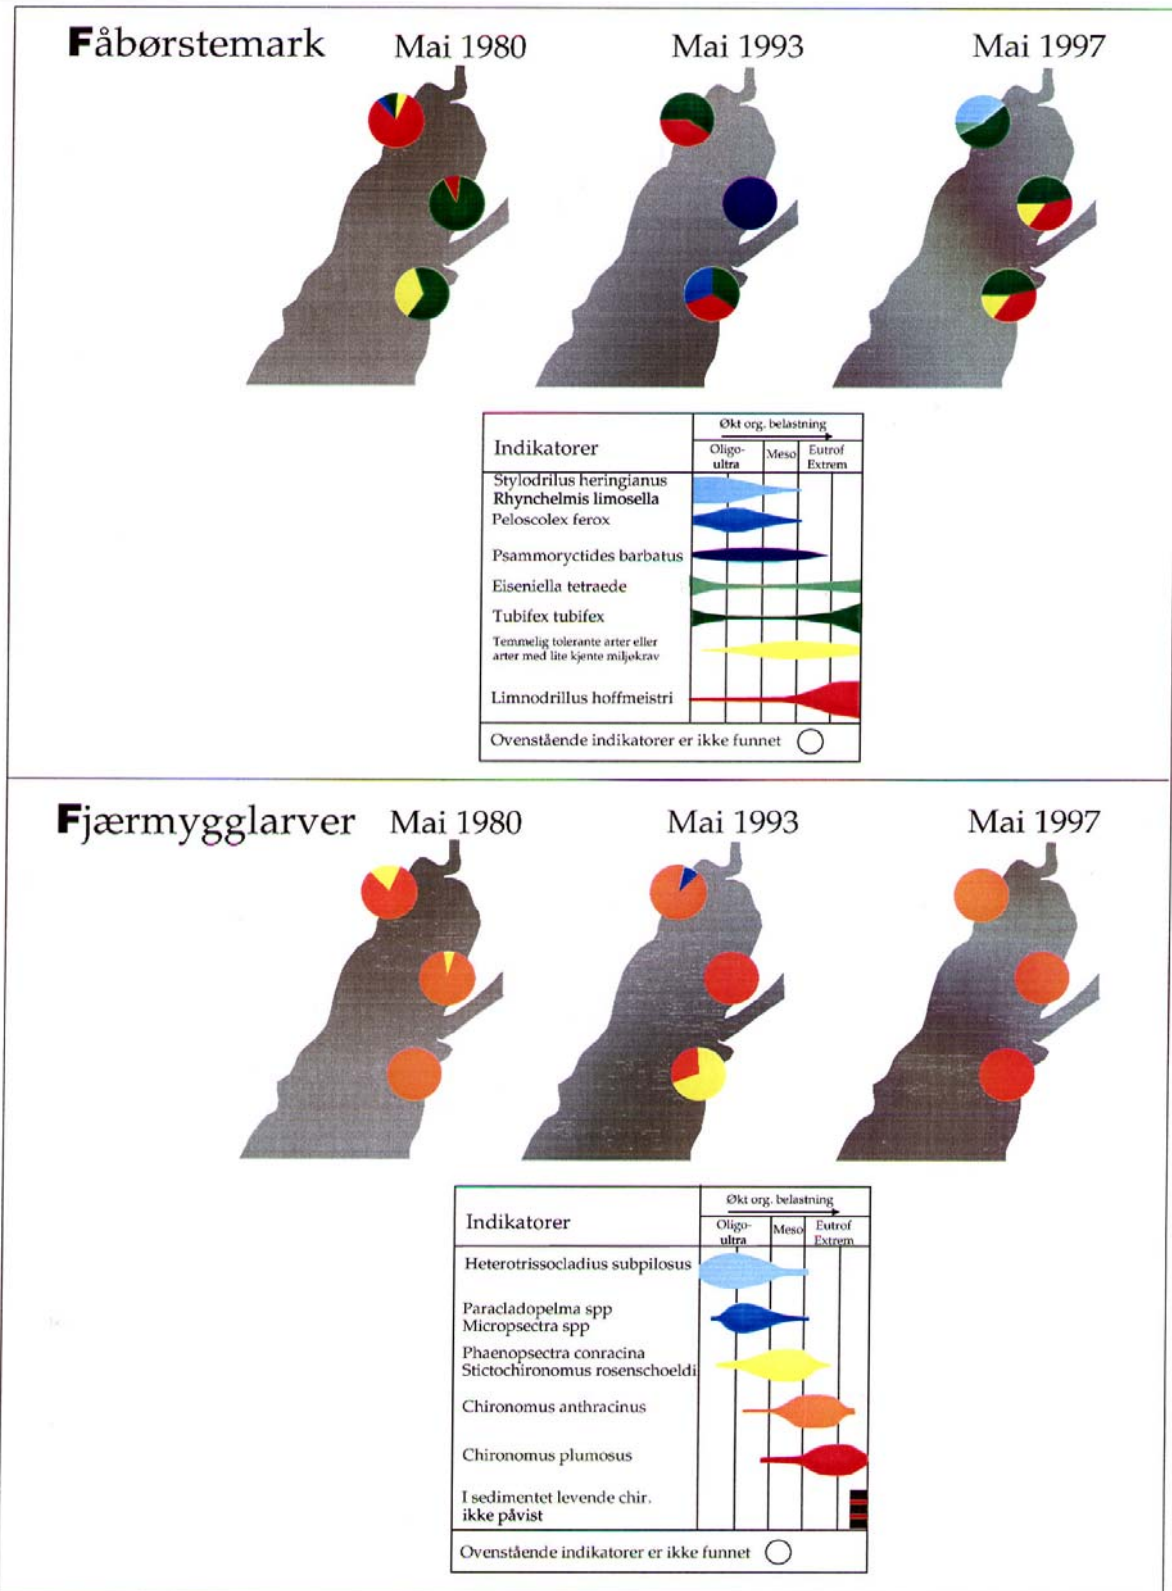 Fåbørstemark Mai 1980 Mai 1993 Mai 1997
Indikatorer
Økt org. belastning
Oligo-
ultra
Meso
Eutrof
Extrem
Stylodrilus heringianus
Rhynchelmis limosella
Peloscolex ferox
Psammoryctides barbatus
Eiseniella tetraede
Tubifex tubifex
Temmelig tolerante arter eller
arter med lite kjente miljøkrav
Limnodrillus hoffmeistri
Ovenstående indikatorer er ikke funnet
Fjærmygglarver Mai 1980 Mai 1993 Mai 1997
Indikatorer
Økt org. belastning
Oligo-
ultra
Meso
Eutrof
Extrem
Heterotrissocladius subpilosus
Paracladopelma spp
Micropsectra spp
Phaenopsectra conracina
Stictochironomus rosenschoeldi
Chironomus anthracinus
Chironomus plumosus
I sedimentet levende chir.
ikke påvist
Ovenstående indikatorer er ikke funnet